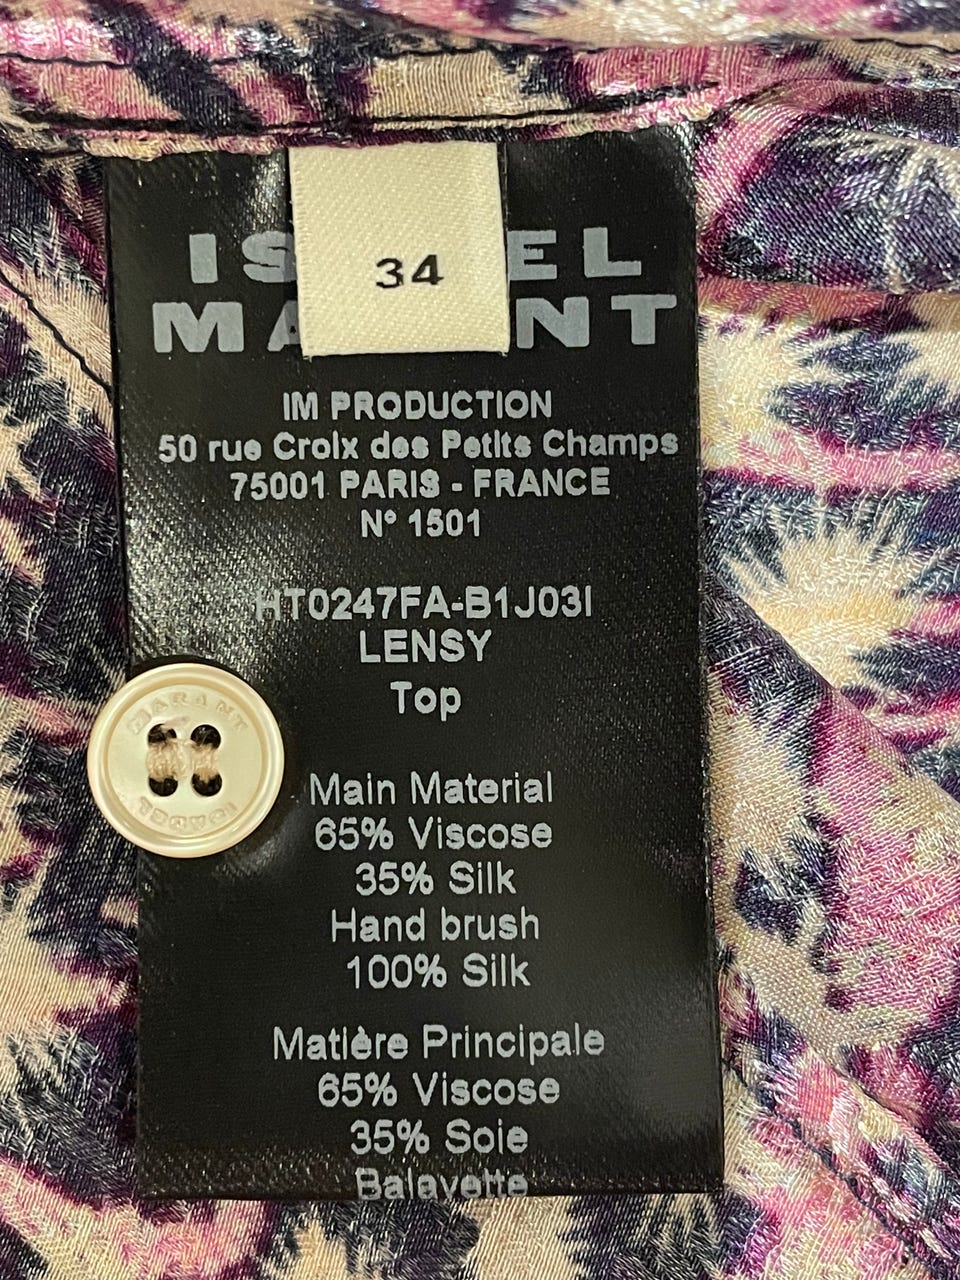 34
IS EL
MA NT
IM PRODUCTION
50 rue Croix des Petits Champs
75001 PARIS - FRANCE
N° 1501
HT0247FA-B1J03I
LENSY
Top
MARANT
ISABEL
Main Material
65% Viscose
35% Silk
Hand brush
100% Silk
Matière Principale
65% Viscose
35% Soie
Balayette